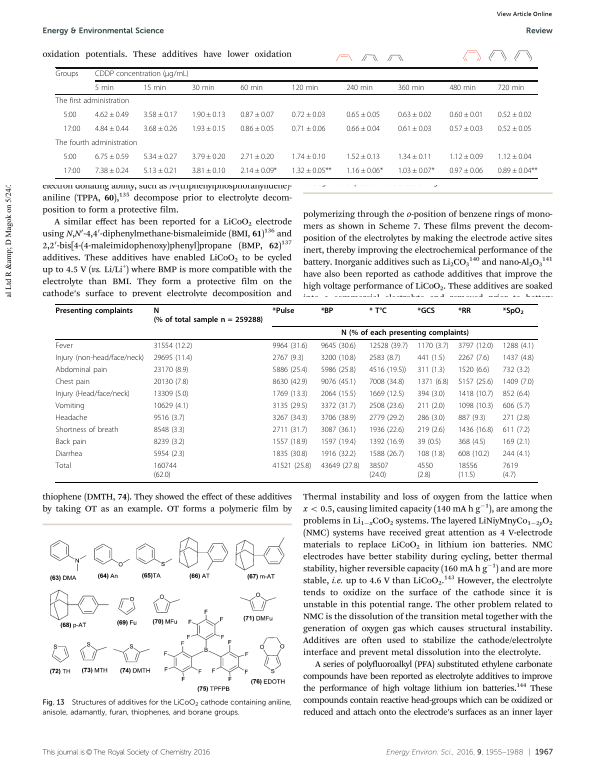 View Article Online
Energy & Environmental Science
Review
oxidation potentials. These additives have lower oxidation
Groups CDDP concentration (μg/mL)
5 min 15 min 30 min 60 min 120 min 240 min 360 min 480 min 720 min
The first administration
5:00 4.62 ± 0.49 3.58 ± 0.17 1.90 ± 0.13 0.87 ± 0.07 0.72 ± 0.03 0.65 ± 0.05 0.63 ± 0.02 0.60 ± 0.01 0.52 ± 0.02
17:00 4.84 ± 0.44 3.68 ± 0.26 1.93 ± 0.15 0.86 ± 0.05 0.71 ± 0.06 0.66 ± 0.04 0.61 ± 0.03 0.57 ± 0.03 0.52 ± 0.05
The fourth administration
5:00 6.75 ± 0.59 5.34 ± 0.27 3.79 ± 0.20 2.71 ± 0.20 1.74 ± 0.10 1.52 ± 0.13 1.34 ± 0.11 1.12 ± 0.09 1.12 ± 0.04
17:00 7.38 ± 0.24 5.13 ± 0.21 3.81 ± 0.10 2.14 ± 0.09* 1.32 ± 0.05** 1.16 ± 0.06* 1.03 ± 0.07* 0.97 ± 0.06 0.89 ± 0.04**
electron donating ability, such as N-(triphenylphosphoranylidene)-
aniline (TPPA, 60),135 decompose prior to electrolyte decom-
position to form a protective film.
A similar effect has been reported for a LiCoO2 electrode
using N,N′-4,4′-diphenylmethane-bismaleimide (BMI, 61)136 and
2,2′-bis[4-(4-maleimidophenoxy)phenyl]propane (BMP, 62)137
additives. These additives have enabled LiCoO2 to be cycled
up to 4.5 V (vs. Li/Li+) where BMP is more compatible with the
electrolyte than BMI. They form a protective film on the
cathode's surface to prevent electrolyte decomposition and
polymerizing through the o-position of benzene rings of mono-
mers as shown in Scheme 7. These films prevent the decom-
position of the electrolytes by making the electrode active sites
inert, thereby improving the electrochemical performance of the
battery. Inorganic additives such as Li2CO3140 and nano-Al2O3141
have also been reported as cathode additives that improve the
high voltage performance of LiCoO2. These additives are soaked
Presenting complaints N *Pulse *BP * T°C *GCS *RR *SpO2
(% of total sample n = 259288)
N (% of each presenting complaints)
Fever 31554 (12.2) 9964 (31.6) 9645 (30.6) 12528 (39.7) 1170 (3.7) 3797 (12.0) 1288 (4.1)
Injury (non-head/face/neck) 29695 (11.4) 2767 (9.3) 3200 (10.8) 2583 (8.7) 441 (1.5) 2267 (7.6) 1437 (4.8)
Abdominal pain 23170 (8.9) 5886 (25.4) 5986 (25.8) 4516 (19.5)) 311 (1.3) 1520 (6.6) 732 (3.2)
Chest pain 20130 (7.8) 8630 (42.9) 9076 (45.1) 7008 (34.8) 1371 (6.8) 5157 (25.6) 1409 (7.0)
Injury (Head/face/neck) 13309 (5.0) 1769 (13.3) 2064 (15.5) 1669 (12.5) 394 (3.0) 1418 (10.7) 852 (6.4)
Vomiting 10629 (4.1) 3135 (29.5) 3372 (31.7) 2508 (23.6) 211 (2.0) 1098 (10.3) 606 (5.7)
Headache 9516 (3.7) 3267 (34.3) 3706 (38.9) 2779 (29.2) 286 (3.0) 887 (9.3) 271 (2.8)
Shortness of breath 8548 (3.3) 2711 (31.7) 3087 (36.1) 1936 (22.6) 219 (2.6) 1436 (16.8) 611 (7.2)
Back pain 8239 (3.2) 1557 (18.9) 1597 (19.4) 1392 (16.9) 39 (0.5) 368 (4.5) 169 (2.1)
Diarrhea 5954 (2.3) 1835 (30.8) 1916 (32.2) 1588 (26.7) 108 (1.8) 608 (10.2) 244 (4.1)
Total 160744 41521 (25.8) 43649 (27.8) 38507 4550 18556 7619
(62.0) (24.0) (2.8) (11.5) (4.7)
thiophene (DMTH, 74). They showed the effect of these additives
by taking OT as an example. OT forms a polymeric film by
(63) DMA (64) An (65)TA (66) AT (67) m-AT
(68) p-AT (69) Fu (70) MFu (71) DMFu
(72) TH (73) MTH (74) DMTH (75) TPFPB (76) EDOTH
Fig. 13 Structures of additives for the LiCoO2 cathode containing aniline,
anisole, adamantly, furan, thiophenes, and borane groups.
Thermal instability and loss of oxygen from the lattice when
x < 0.5, causing limited capacity (140 mA h g−1), are among the
problems in Li1−xCoO2 systems. The layered LiNiyMnyCo1−2yO2
(NMC) systems have received great attention as 4 V-electrode
materials to replace LiCoO2 in lithium ion batteries. NMC
electrodes have better stability during cycling, better thermal
stability, higher reversible capacity (160 mA h g−1) and are more
stable, i.e. up to 4.6 V than LiCoO2.143 However, the electrolyte
tends to oxidize on the surface of the cathode since it is
unstable in this potential range. The other problem related to
NMC is the dissolution of the transition metal together with the
generation of oxygen gas which causes structural instability.
Additives are often used to stabilize the cathode/electrolyte
interface and prevent metal dissolution into the electrolyte.
A series of polyfluoroalkyl (PFA) substituted ethylene carbonate
compounds have been reported as electrolyte additives to improve
the performance of high voltage lithium ion batteries.144 These
compounds contain reactive head-groups which can be oxidized or
reduced and attach onto the electrode's surfaces as an inner layer
This journal is © The Royal Society of Chemistry 2016
Energy Environ. Sci., 2016, 9, 1955–1988 | 1967